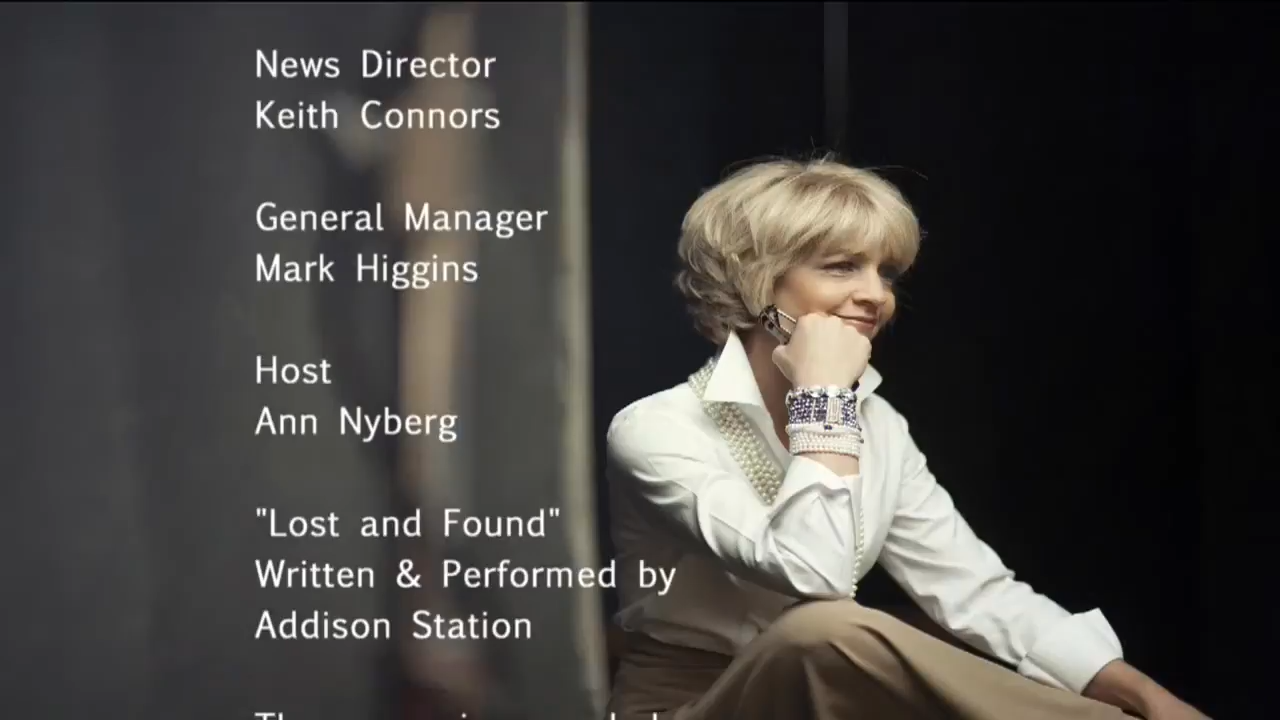 News Director
Keith Connors
General Manager
Mark Higgins
Host
Ann Nyberg
"Lost and Found"
Written & Performed by
Addison Station